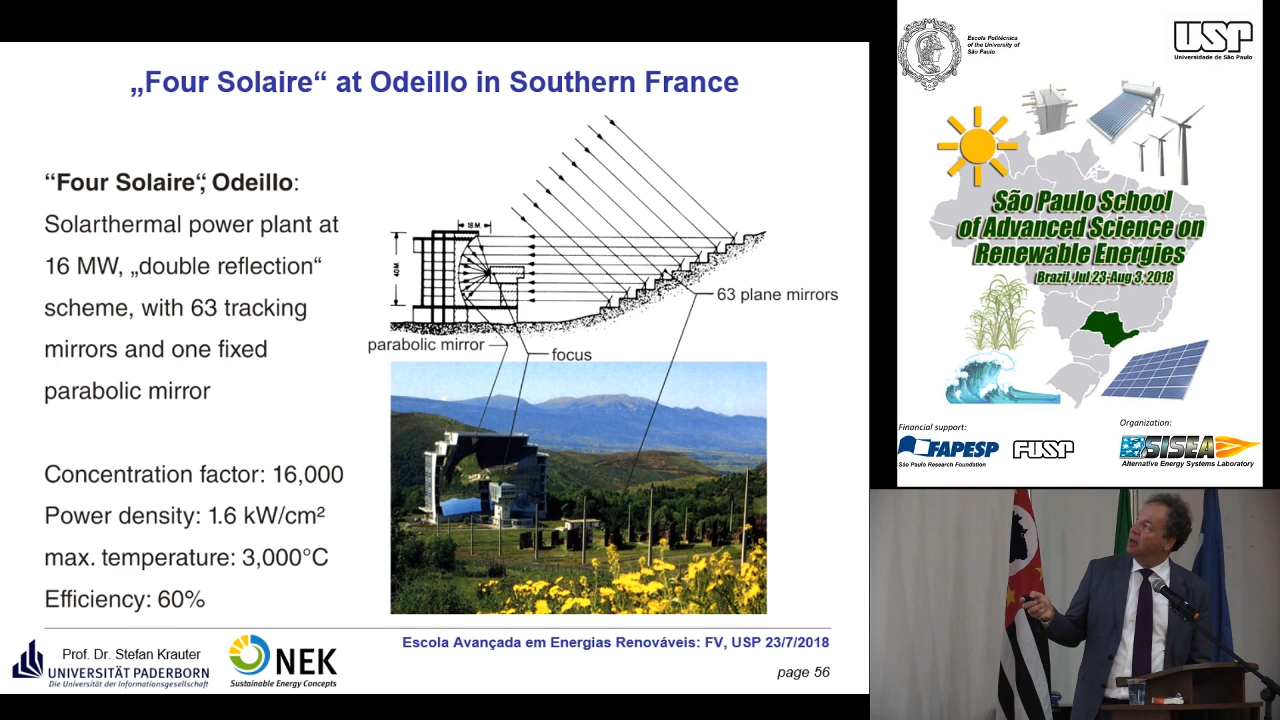 „Four Solaire“ at Odeillo in Southern France
“Four Solaire“, Odeillo:
Solarthermal power plant at
16 MW, „double reflection“
scheme, with 63 tracking
mirrors and one fixed
parabolic mirror
Concentration factor: 16,000
Power density: 1.6 kW/cm²
max. temperature: 3,000°C
Efficiency: 60%
18 M
40M
63 plane mirrors
parabolic mirror
focus
Prof. Dr. Stefan Krauter
UNIVERSITÄT PADERBORN
Die Universität der Informationsgesellschaft
NEK
Sustainable Energy Concepts
Escola Avançada em Energias Renováveis: FV, USP 23/7/2018
page 56
Escola Politécnica
of the University of
São Paulo
USP
Universidade de São Paulo
São Paulo School
of Advanced Science on
Renewable Energies
Brazil, Jul 23-Aug 3, 2018
Financial support:
FAPESP
São Paulo Research Foundation
FUSP
Organization:
SISEA
Alternative Energy Systems Laboratory